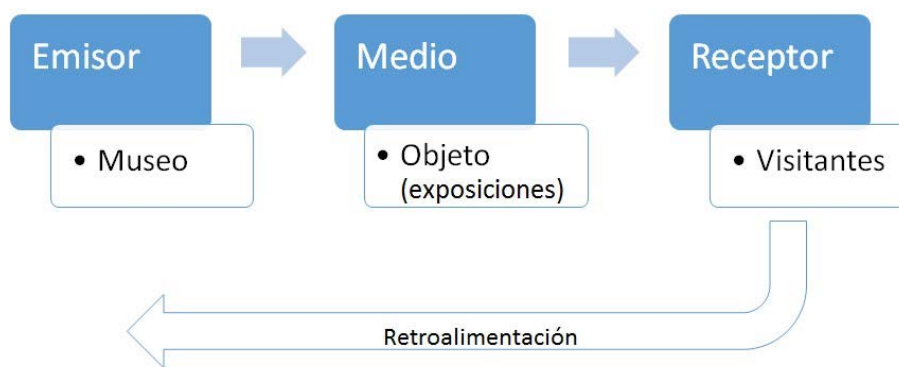 Emisor
• Museo
Medio
• Objeto
(exposiciones)
Receptor
• Visitantes
Retroalimentación